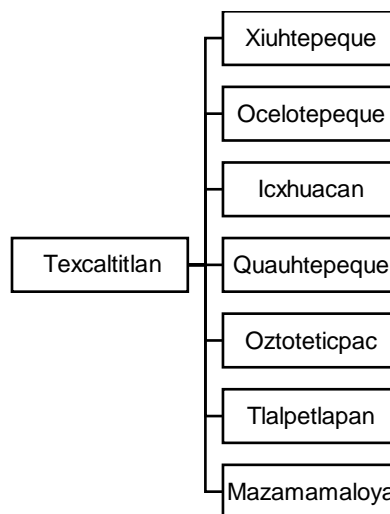 Xiuhtepeque
Ocelotepeque
Icxhuacan
Texcaltitlan
Quauhtepeque
Oztoteticpac
Tlalpetlapan
Mazamamaloya